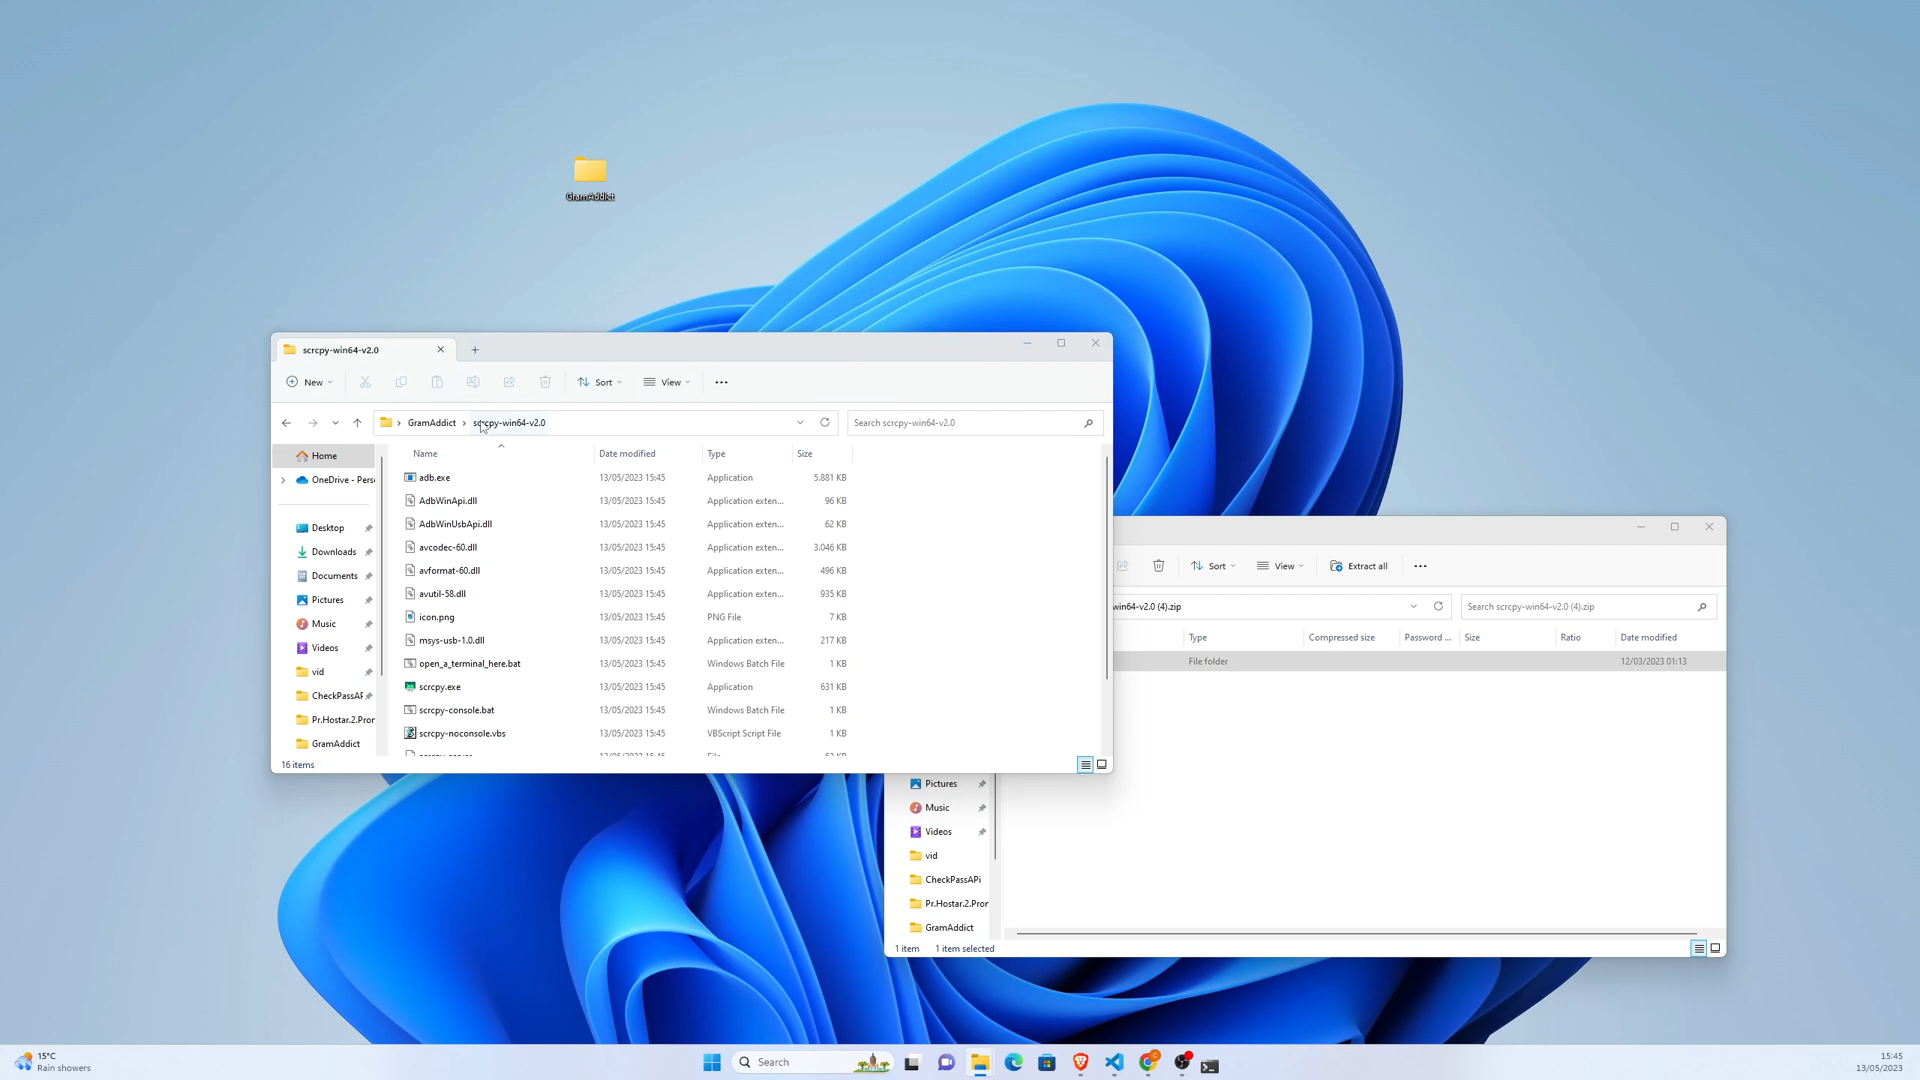 GramAddict
scrcpy-win64-v2.0
New
Sort
View
GramAddict
scrcpy-win64-v2.0
Search scrcpy-win64-v2.0
Home
OneDrive - Pers
Desktop
Downloads
Documents
Pictures
Music
Videos
vid
CheckPassAF
Pr.Hostar.2.Pror
GramAddict
Name
Date modified
Type
Size
adb.exe
13/05/2023 15:45
Application
5.881 KB
AdbWinApi.dll
13/05/2023 15:45
Application exten...
96 KB
AdbWinUsbApi.dll
13/05/2023 15:45
Application exten...
62 KB
avcodec-60.dll
13/05/2023 15:45
Application exten...
3.046 KB
avformat-60.dll
13/05/2023 15:45
Application exten...
496 KB
avutil-58.dll
13/05/2023 15:45
Application exten...
935 KB
icon.png
13/05/2023 15:45
PNG File
7 KB
msys-usb-1.0.dll
13/05/2023 15:45
Application exten...
217 KB
open_a_terminal_here.bat
13/05/2023 15:45
Windows Batch File
1 KB
scrcpy.exe
13/05/2023 15:45
Application
631 KB
scrcpy-console.bat
13/05/2023 15:45
Windows Batch File
1 KB
scrcpy-noconsole.vbs
13/05/2023 15:45
VBScript Script File
1 KB
16 items
Sort
View
Extract all
win64-v2.0 (4).zip
Search scrcpy-win64-v2.0 (4).zip
Type
Compressed size
Password ...
Size
Ratio
Date modified
File folder
12/03/2023 01:13
Pictures
Music
Videos
vid
CheckPassAPi
Pr.Hostar.2.Pror
GramAddict
1 item
1 item selected
15°C
Rain showers
Search
15:45
13/05/2023